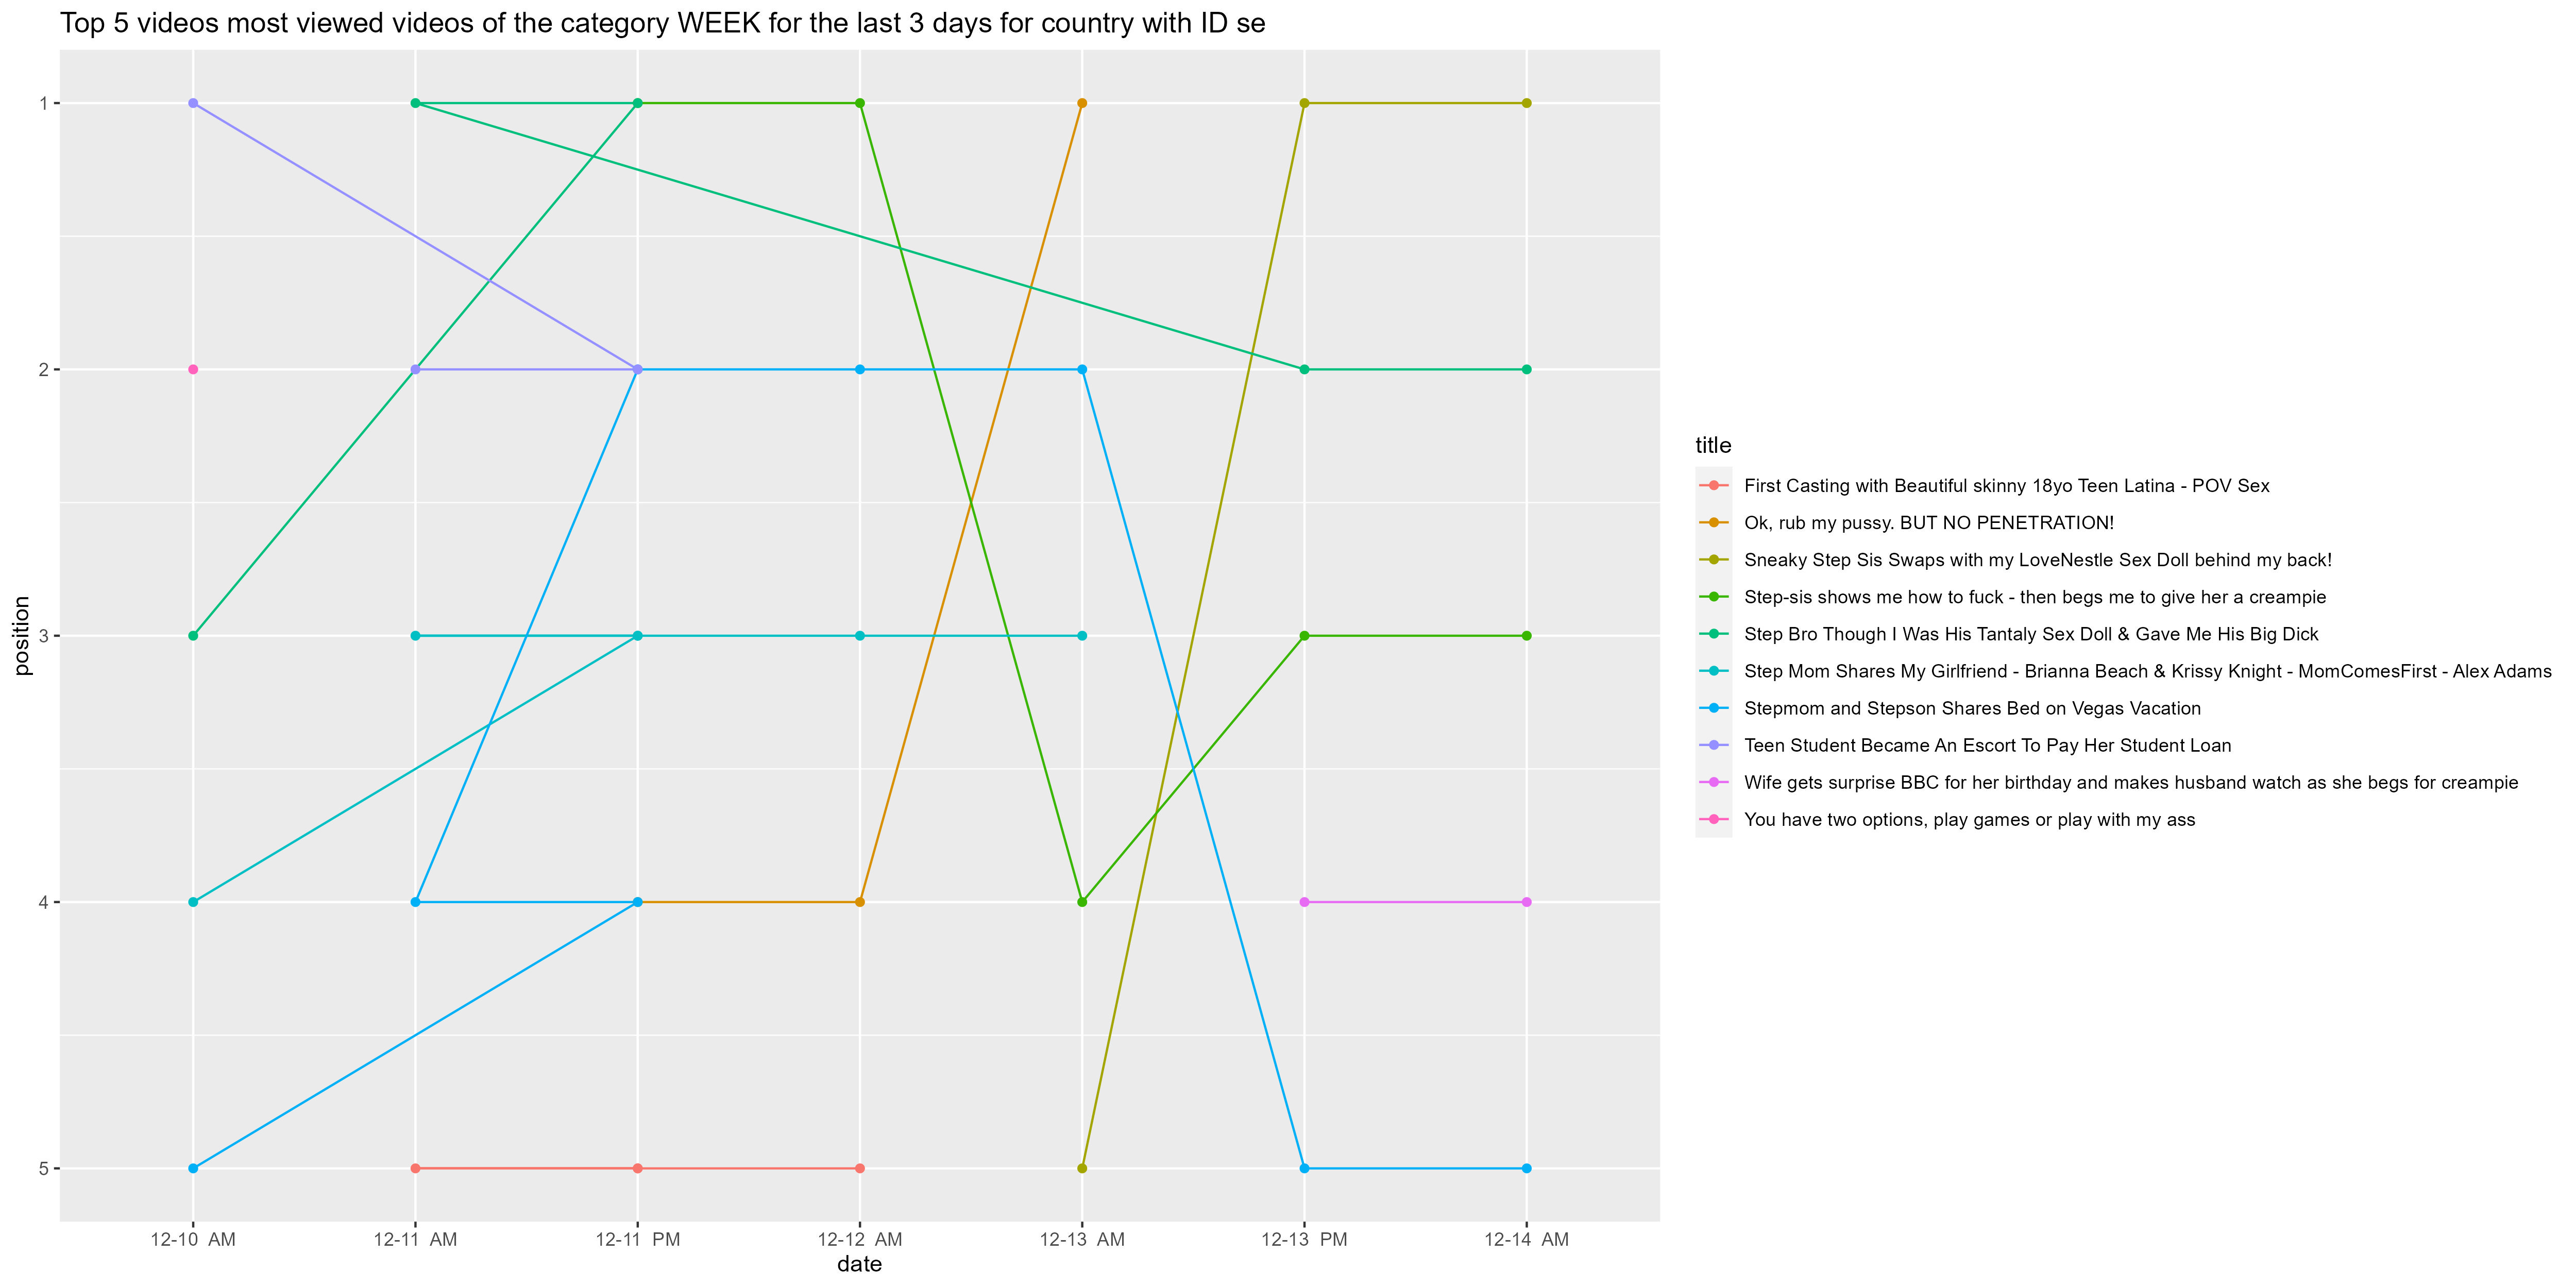 Top 5 videos most viewed videos of the category WEEK for the last 3 days for country with ID se
position
1
2
3
4
5
12-10 AM
12-11 AM
12-11 PM
12-12 AM
12-13 AM
12-13 PM
12-14 AM
date
title
First Casting with Beautiful skinny 18yo Teen Latina - POV Sex
Ok, rub my pussy. BUT NO PENETRATION!
Sneaky Step Sis Swaps with my LoveNestle Sex Doll behind my back!
Step-sis shows me how to fuck - then begs me to give her a creampie
Step Bro Though I Was His Tantaly Sex Doll & Gave Me His Big Dick
Step Mom Shares My Girlfriend - Brianna Beach & Krissy Knight - MomComesFirst - Alex Adams
Stepmom and Stepson Shares Bed on Vegas Vacation
Teen Student Became An Escort To Pay Her Student Loan
Wife gets surprise BBC for her birthday and makes husband watch as she begs for creampie
You have two options, play games or play with my ass